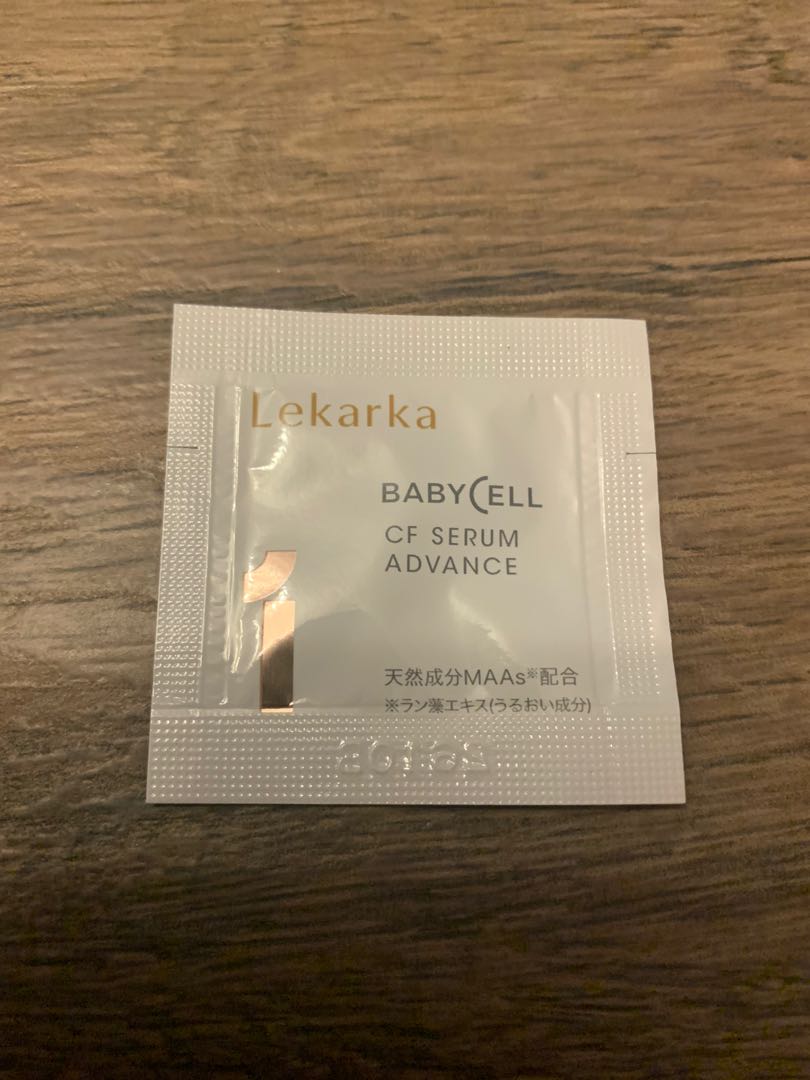 Lekarka
BABYCELL
CF SERUM
ADVANCE
1
天然成分MAAs※配合
※ラン藻エキス(うるおい成分)